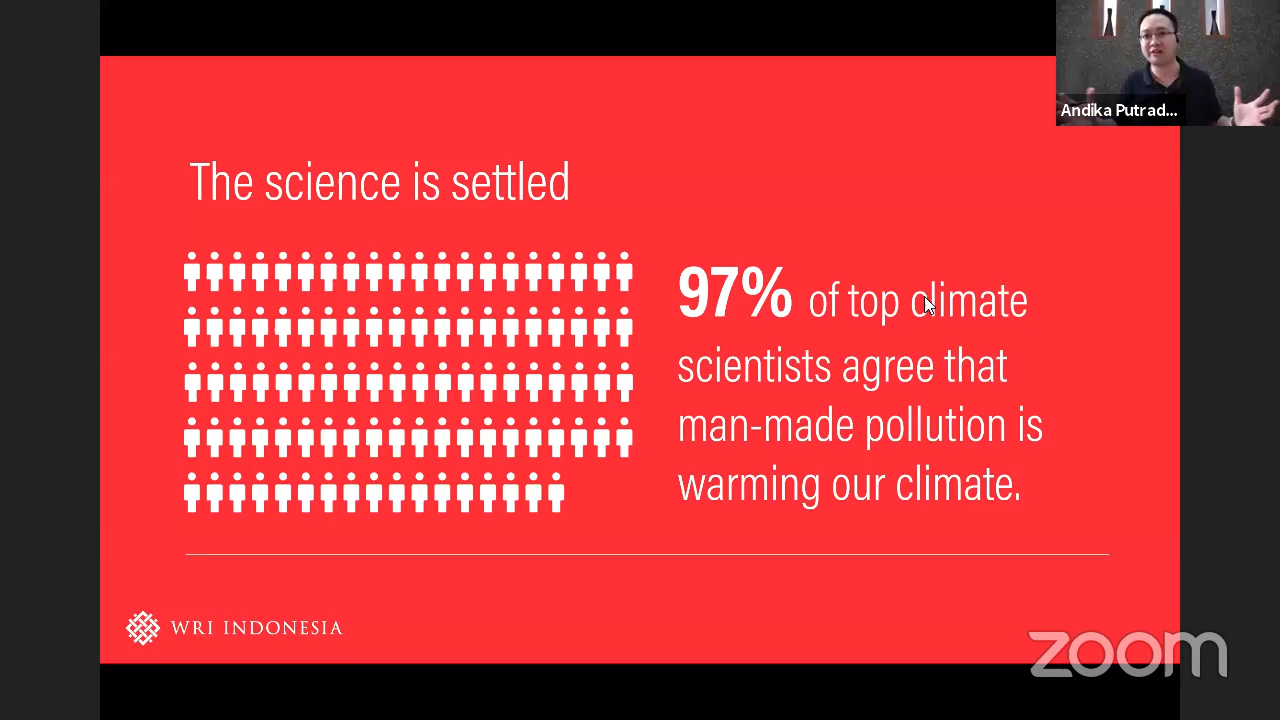 Andika Putrad...
The science is settled
97% of top climate
scientists agree that
man-made pollution is
warming our climate.
WRI INDONESIA
zoom